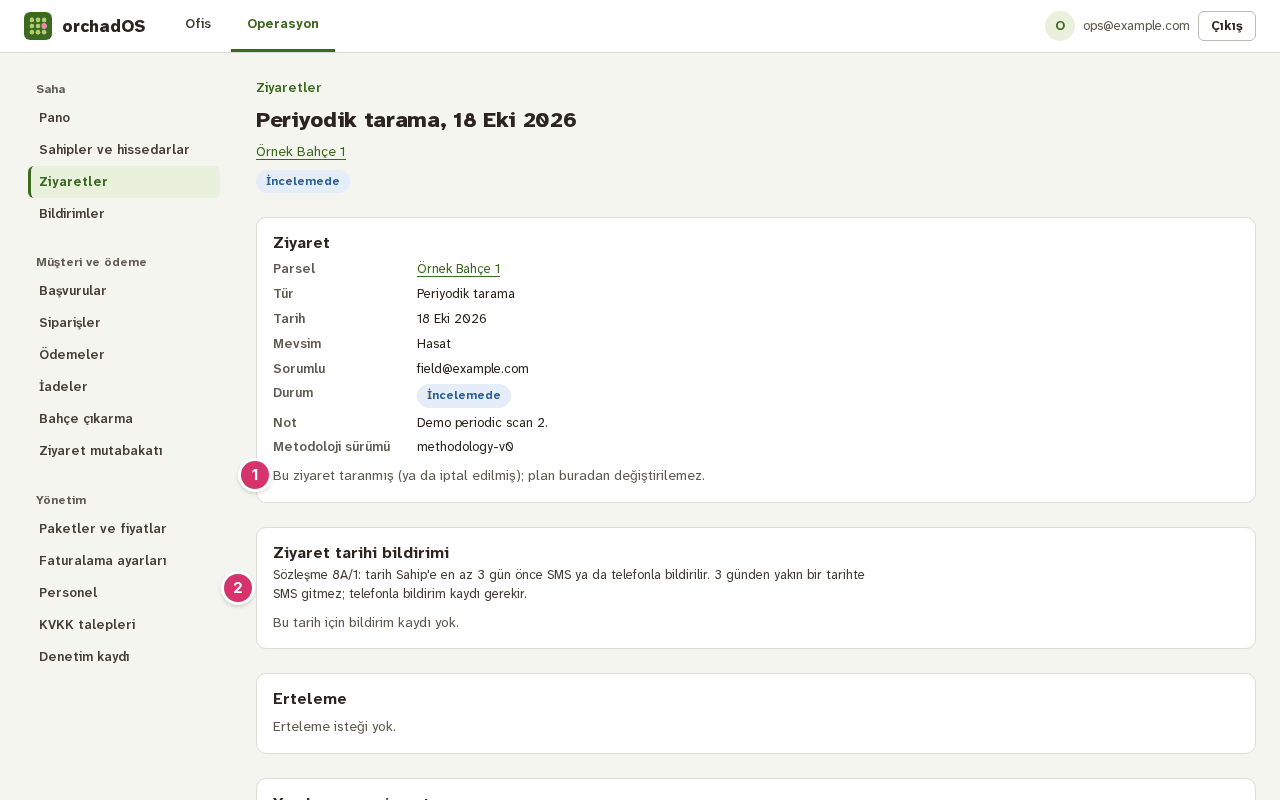 orchadOS
Ofis
Operasyon
O
ops@example.com
Çıkış
Saha
Pano
Sahipler ve hissedarlar
Ziyaretler
Bildirimler
Müşteri ve ödeme
Başvurular
Siparişler
Ödemeler
İadeler
Bahçe çıkarma
Ziyaret mutabakatı
Yönetim
Paketler ve fiyatlar
Faturalama ayarları
Personel
KVKK talepleri
Denetim kaydı
Ziyaretler
Periyodik tarama, 18 Eki 2026
Örnek Bahçe 1
İncelemede
Ziyaret
Parsel Örnek Bahçe 1
Tür Periyodik tarama
Tarih 18 Eki 2026
Mevsim Hasat
Sorumlu field@example.com
Durum İncelemede
Not Demo periodic scan 2.
Metodoloji sürümü methodology-v0
1
Bu ziyaret taranmış (ya da iptal edilmiş); plan buradan değiştirilemez.
Ziyaret tarihi bildirimi
2
Sözleşme 8A/1: tarih Sahip'e en az 3 gün önce SMS ya da telefonla bildirilir. 3 günden yakın bir tarihte
SMS gitmez; telefonla bildirim kaydı gerekir.
Bu tarih için bildirim kaydı yok.
Erteleme
Erteleme isteği yok.